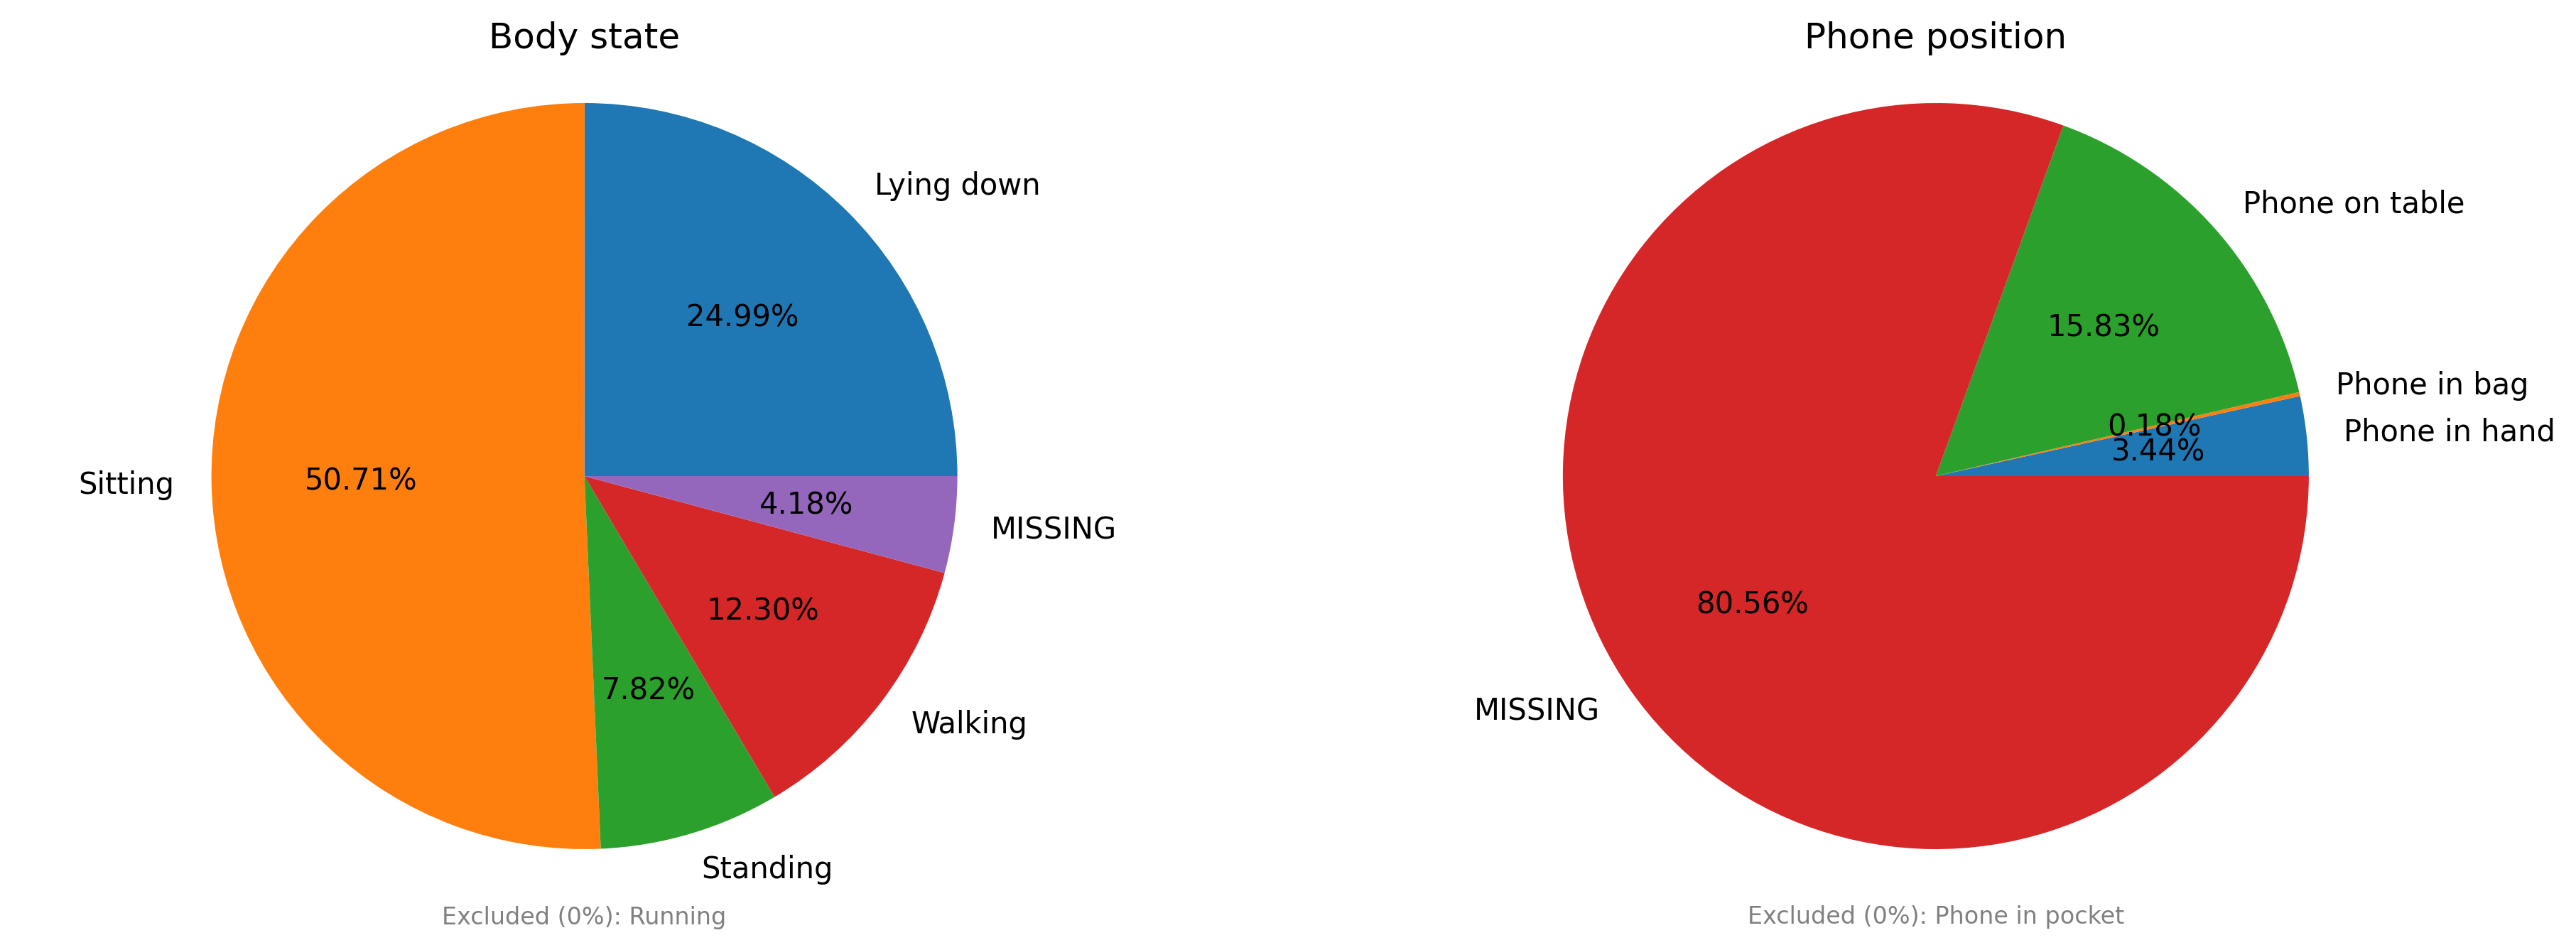 Body state
Lying down
24.99%
Sitting
50.71%
4.18%
MISSING
12.30%
7.82%
Walking
Standing
Excluded (0%): Running
Phone position
Phone on table
15.83%
Phone in bag
0.18%
Phone in hand
3.44%
80.56%
MISSING
Excluded (0%): Phone in pocket